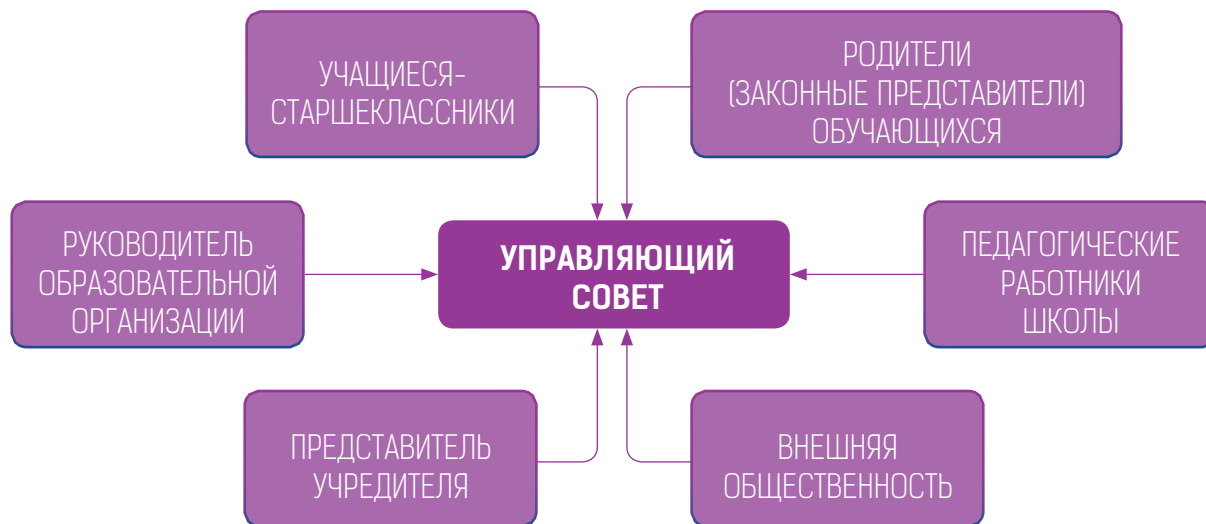 УЧАЩИЕСЯ-
СТАРШЕКЛАССНИКИ
РОДИТЕЛИ
(ЗАКОННЫЕ ПРЕДСТАВИТЕЛИ)
ОБУЧАЮЩИХСЯ
РУКОВОДИТЕЛЬ
ОБРАЗОВАТЕЛЬНОЙ
ОРГАНИЗАЦИИ
УПРАВЛЯЮЩИЙ
СОВЕТ
ПЕДАГОГИЧЕСКИЕ
РАБОТНИКИ
ШКОЛЫ
ПРЕДСТАВИТЕЛЬ
УЧРЕДИТЕЛЯ
ВНЕШНЯЯ
ОБЩЕСТВЕННОСТЬ